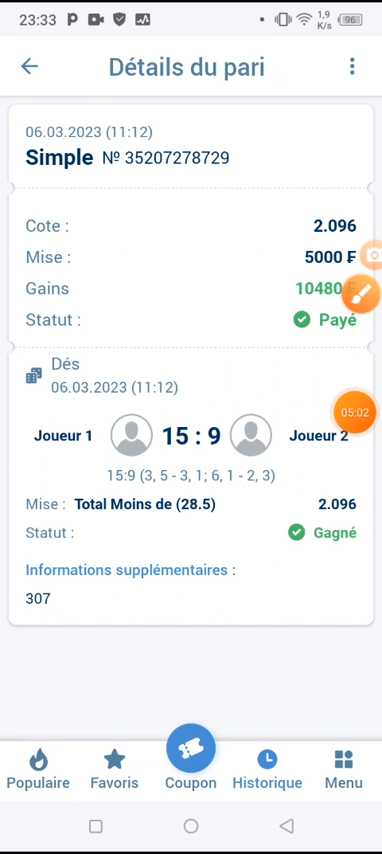 23:33 P 1,9 K/s 96
Détails du pari
06.03.2023 (11:12)
Simple № 35207278729
Cote : 2.096
Mise : 5000 ₣
Gains 10480 ₣
Statut : Payé
Dés
06.03.2023 (11:12)
05:02
Joueur 1 15 : 9 Joueur 2
15:9 (3, 5 - 3, 1; 6, 1 - 2, 3)
Mise : Total Moins de (28.5) 2.096
Statut : Gagné
Informations supplémentaires :
307
Populaire Favoris Coupon Historique Menu